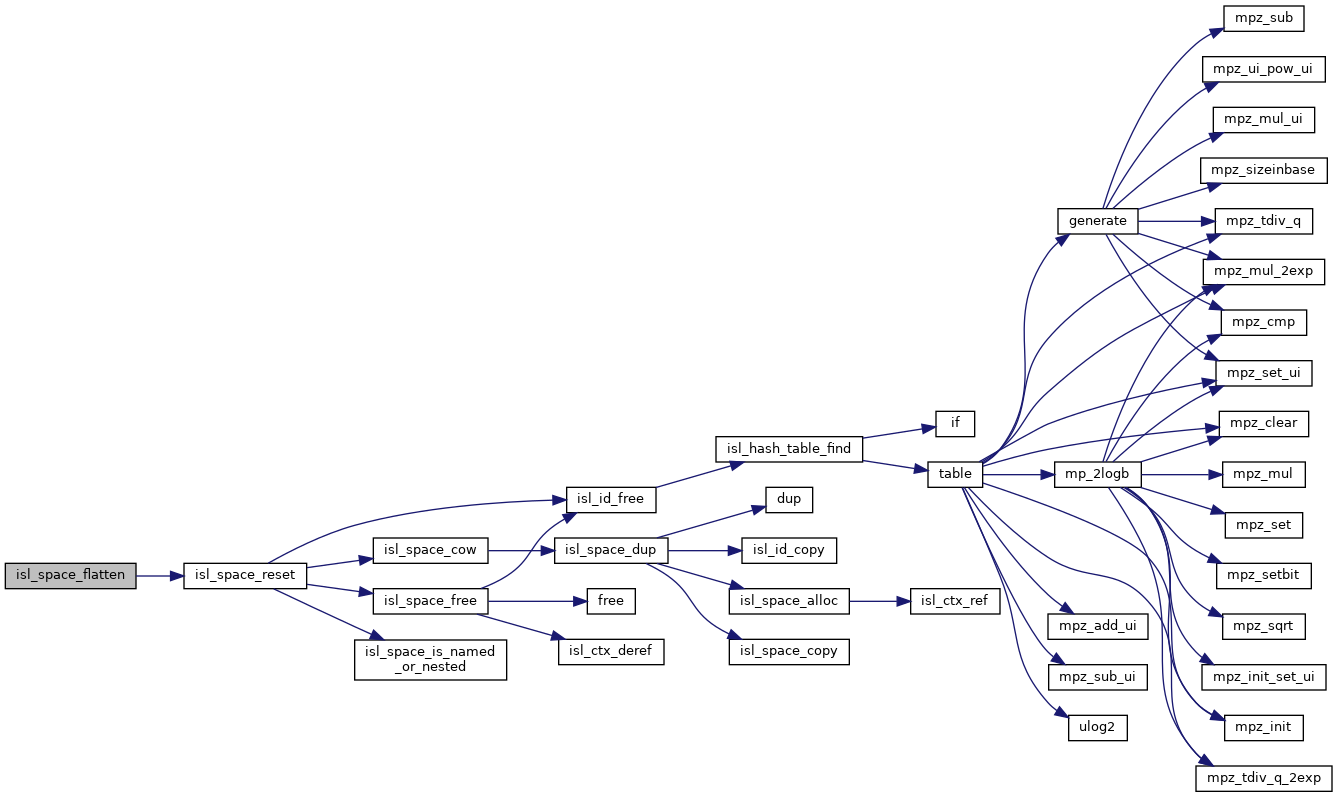 mpz_sub
mpz_ui_pow_ui
mpz_mul_ui
mpz_sizeinbase
generate
mpz_tdiv_q
mpz_mul_2exp
mpz_cmp
mpz_set_ui
if
mpz_clear
isl_hash_table_find
table
mp_2logb
mpz_mul
isl_id_free
dup
mpz_set
isl_space_cow
isl_space_dup
isl_id_copy
isl_space_flatten
isl_space_reset
mpz_setbit
isl_space_free
free
isl_space_alloc
isl_ctx_ref
mpz_add_ui
mpz_sqrt
isl_space_is_named
_or_nested
isl_ctx_deref
isl_space_copy
mpz_sub_ui
mpz_init_set_ui
ulog2
mpz_init
mpz_tdiv_q_2exp